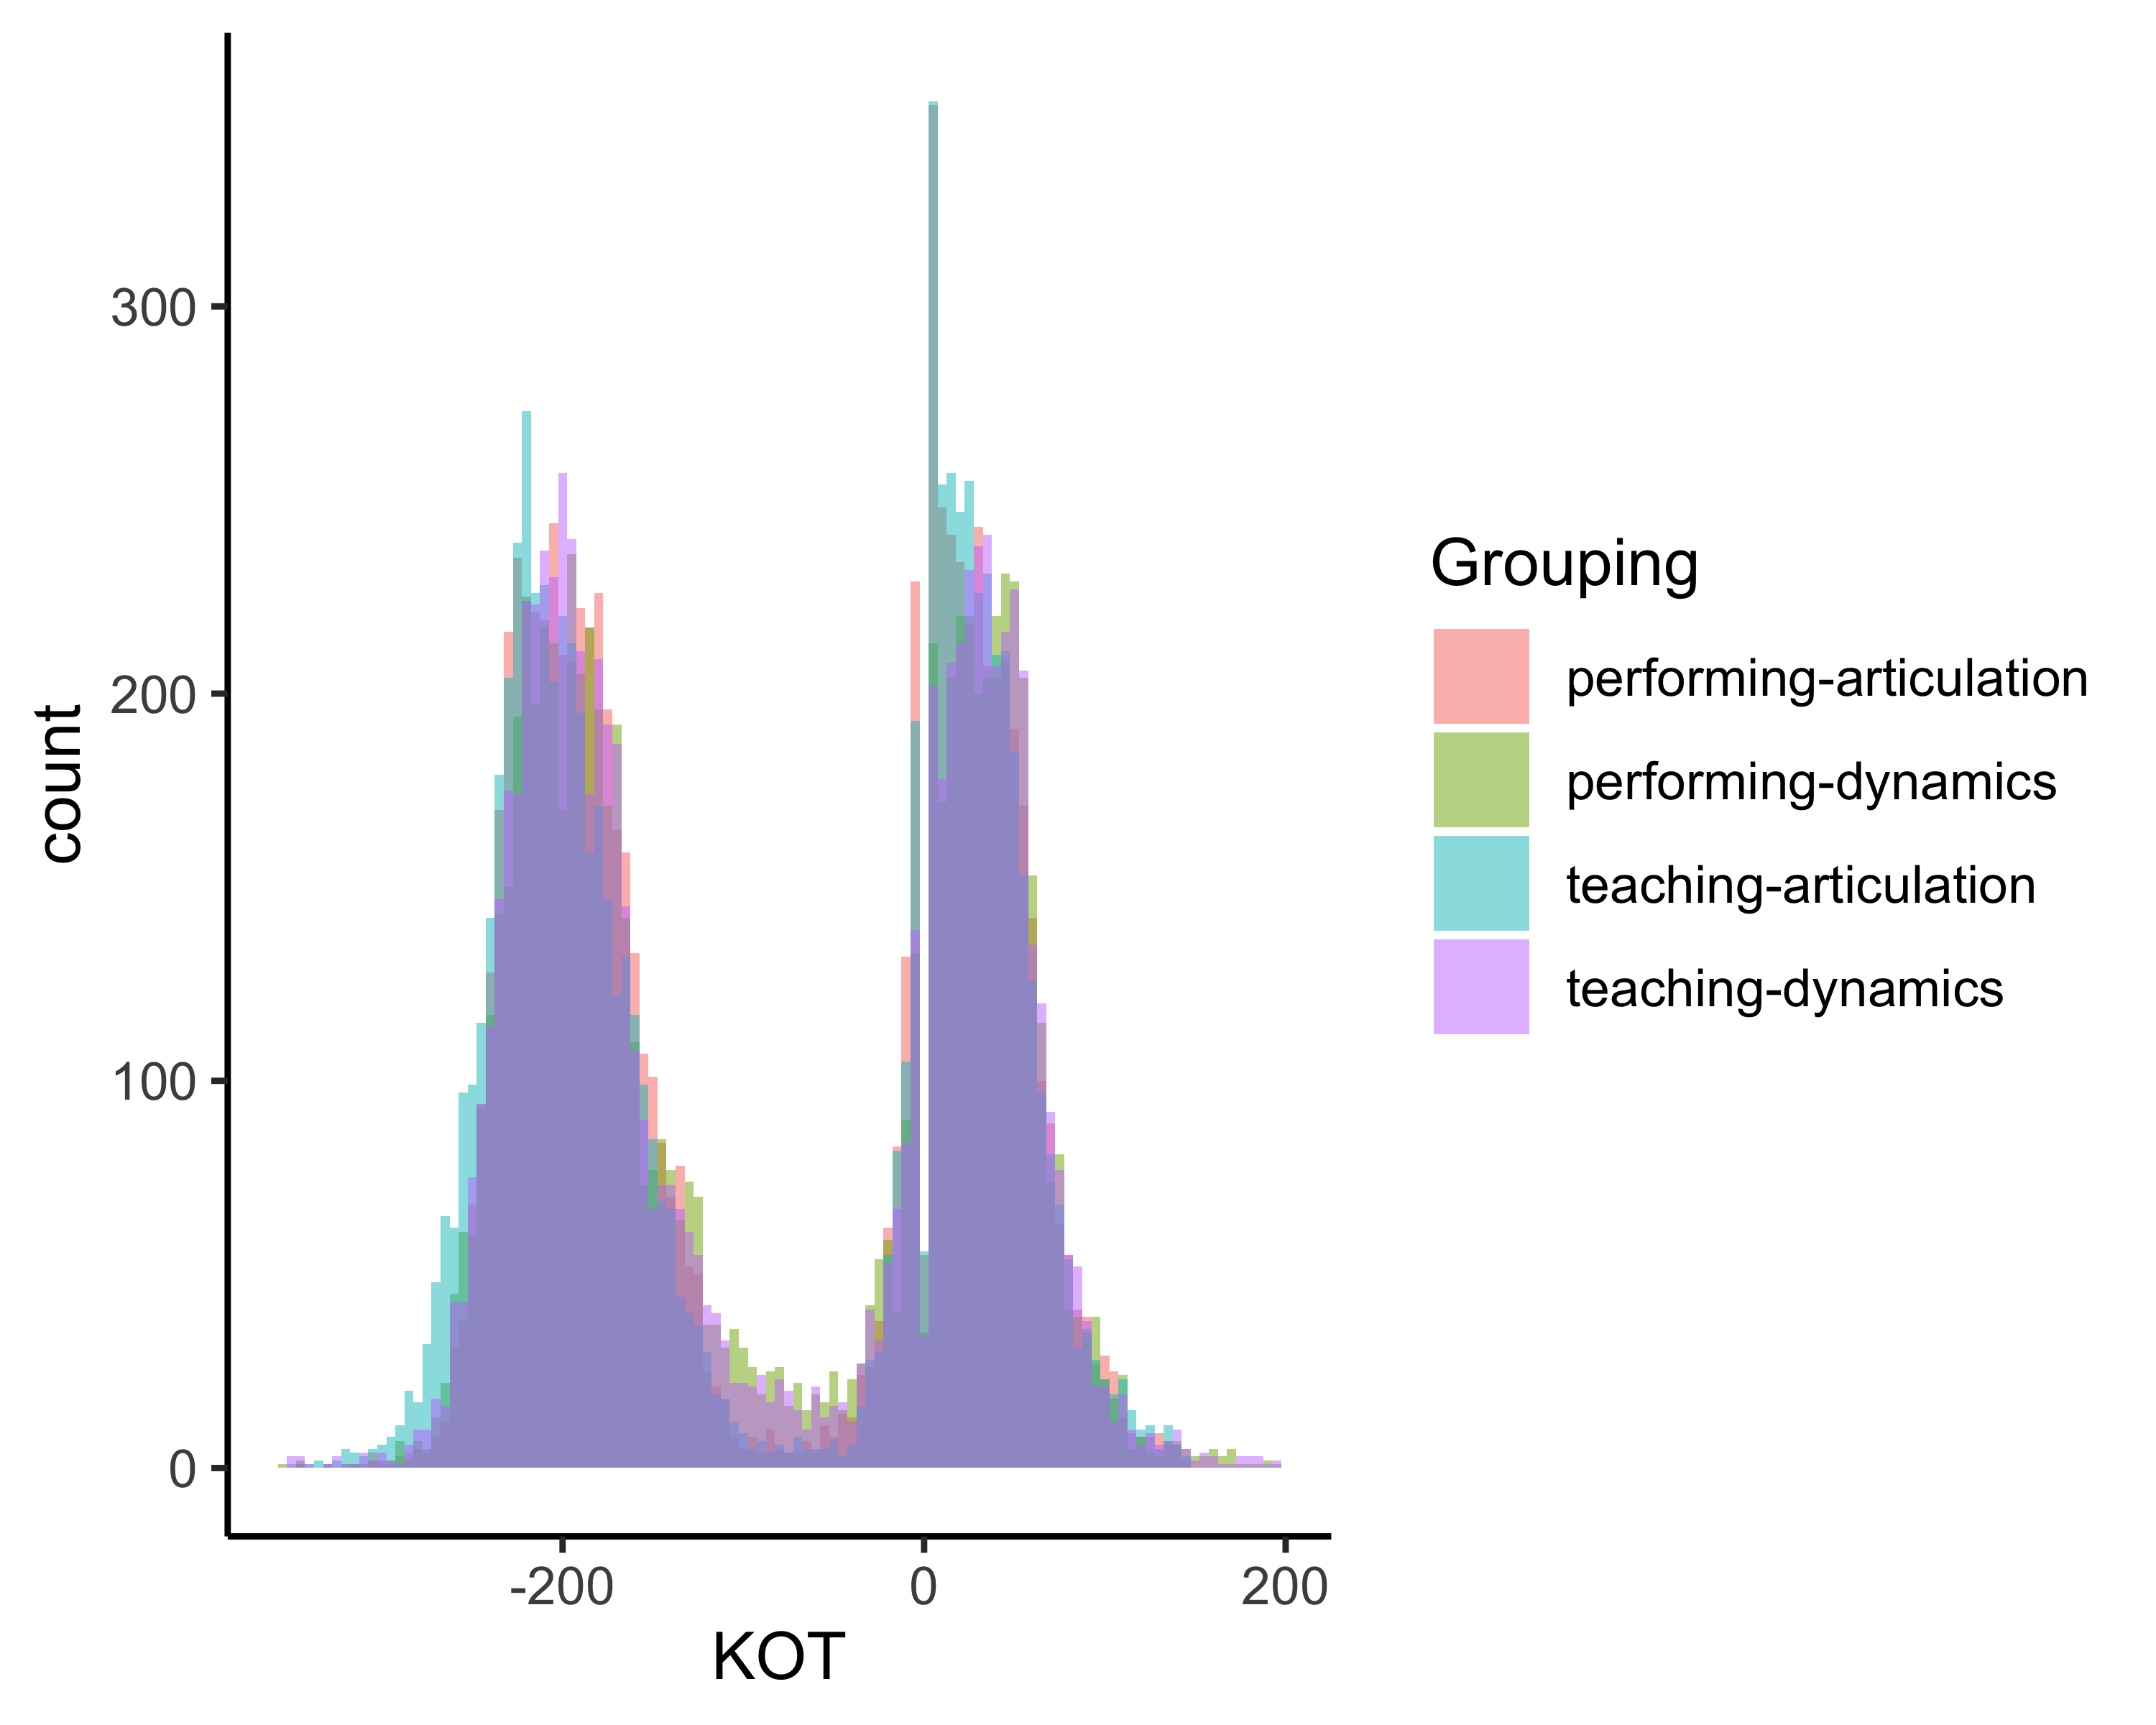 300
200
100
0
count
-200
0
200
KOT
Grouping
performing-articulation
performing-dynamics
teaching-articulation
teaching-dynamics